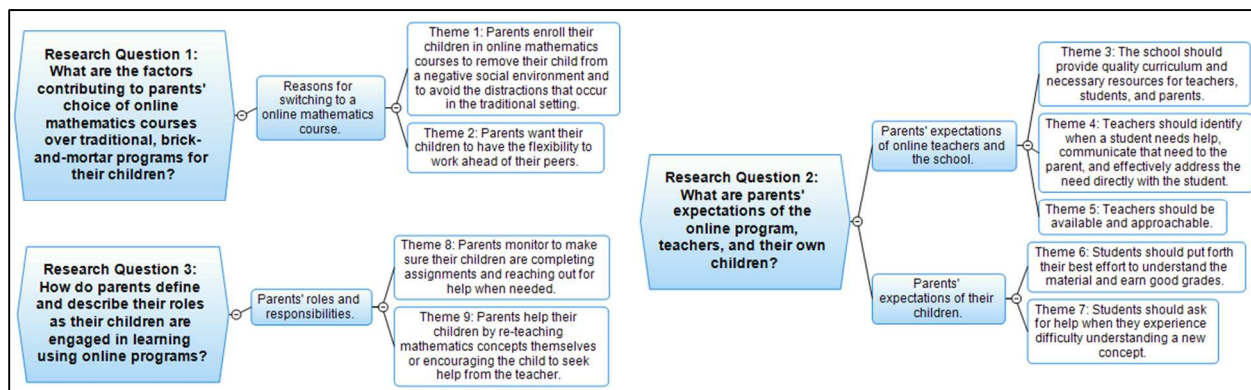 Research Question 1:
What are the factors
contributing to parents'
choice of online
mathematics courses
over traditional, brick-
and-mortar programs for
their children?
Reasons for
switching to a
online mathematics
course.
Theme 1: Parents enroll their
children in online mathematics
courses to remove their child from
a negative social environment and
to avoid the distractions that occur
in the traditional setting.
Theme 2: Parents want their
children to have the flexibility to
work ahead of their peers.
Research Question 3:
How do parents define
and describe their roles
as their children are
engaged in learning
using online programs?
Parents' roles and
responsibilities.
Theme 8: Parents monitor to make
sure their children are completing
assignments and reaching out for
help when needed.
Theme 9: Parents help their
children by re-teaching
mathematics concepts themselves
or encouraging the child to seek
help from the teacher.
Research Question 2:
What are parents'
expectations of the
online program,
teachers, and their own
children?
Parents' expectations
of online teachers and
the school.
Theme 3: The school should
provide quality curriculum and
necessary resources for teachers,
students, and parents.
Theme 4: Teachers should identify
when a student needs help,
communicate that need to the
parent, and effectively address the
need directly with the student.
Theme 5: Teachers should be
available and approachable.
Parents'
expectations of their
children.
Theme 6: Students should put forth
their best effort to understand the
material and earn good grades.
Theme 7: Students should ask
for help when they experience
difficulty understanding a new
concept.